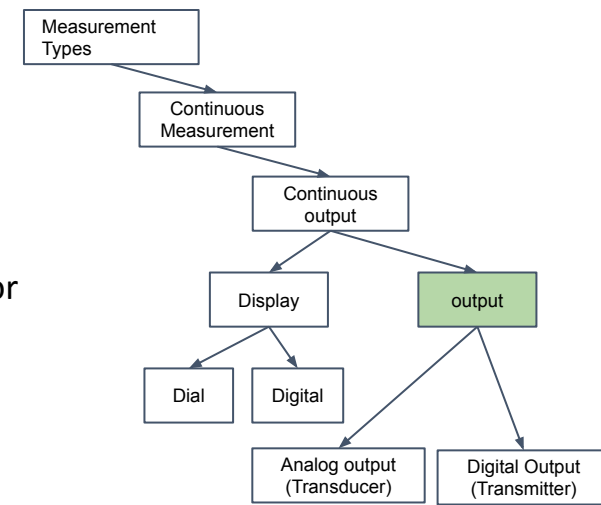 Measurement
Types
Continuous
Measurement
Continuous
output
or
Display
output
Dial
Digital
Analog output
(Transducer)
Digital Output
(Transmitter)